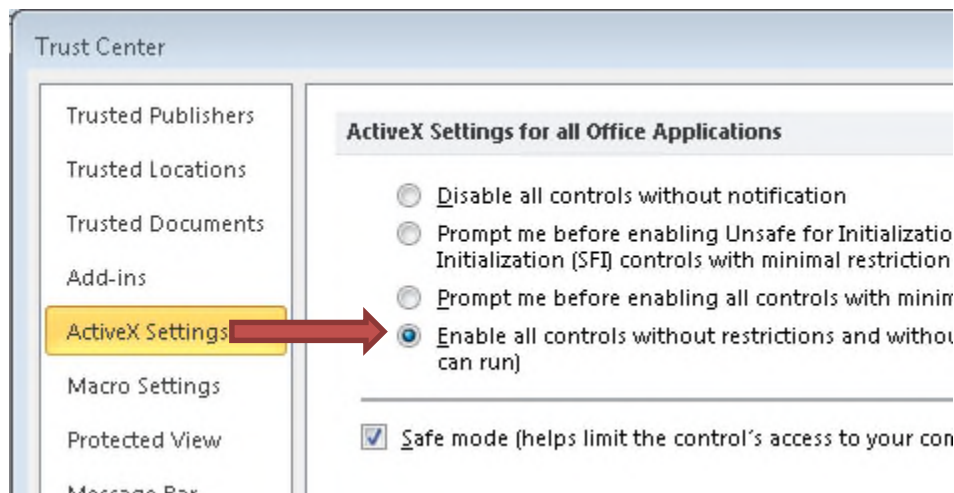 Trust Center
Trusted Publishers
Trusted Locations
Trusted Documents
Add-ins
ActiveX Settings
Macro Settings
Protected View
Message Bar
ActiveX Settings for all Office Applications
Disable all controls without notification
Prompt me before enabling Unsafe for Initializatio
Initialization (SFI) controls with minimal restriction
Prompt me before enabling all controls with minim
Enable all controls without restrictions and withou
can run)
Safe mode (helps limit the control's access to your com